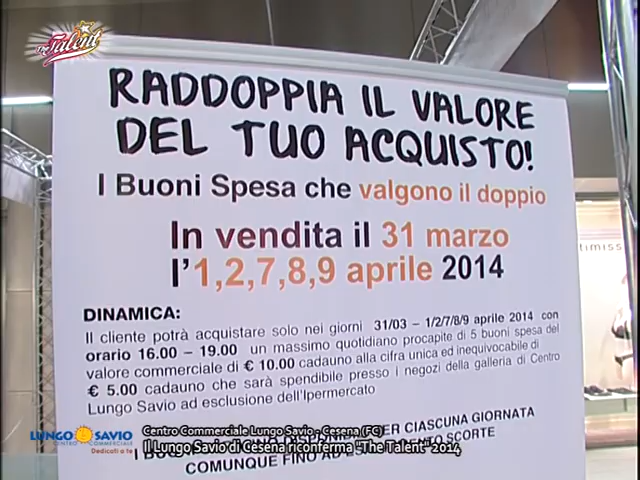 The Talent
RADDOPPIA IL VALORE
DEL TUO ACQUISTO!
I Buoni Spesa che valgono il doppio
In vendita il 31 marzo
l'1,2,7,8,9 aprile 2014
DINAMICA:
Il cliente potrà acquistare solo nei giorni 31/03 – 1/2/7/8/9 aprile 2014 con
orario 16.00 – 19.00 un massimo quotidiano procapite di 5 buoni spesa del
valore commerciale di € 10.00 cadauno alla cifra unica ed inequivocabile di
€ 5.00 cadauno che sarà spendibile presso i negozi della galleria di Centro
Lungo Savio ad esclusione dell'Ipermercato
PER CIASCUNA GIORNATA
COMUNQUE FINO AD SCORTE
timiss
LUNGO SAVIO
CENTRO COMMERCIALE
Dedicati a te
Centro Commerciale Lungo Savio - Cesena (FC)
Il Lungo Savio di Cesena riconferma "The Talent" 2014